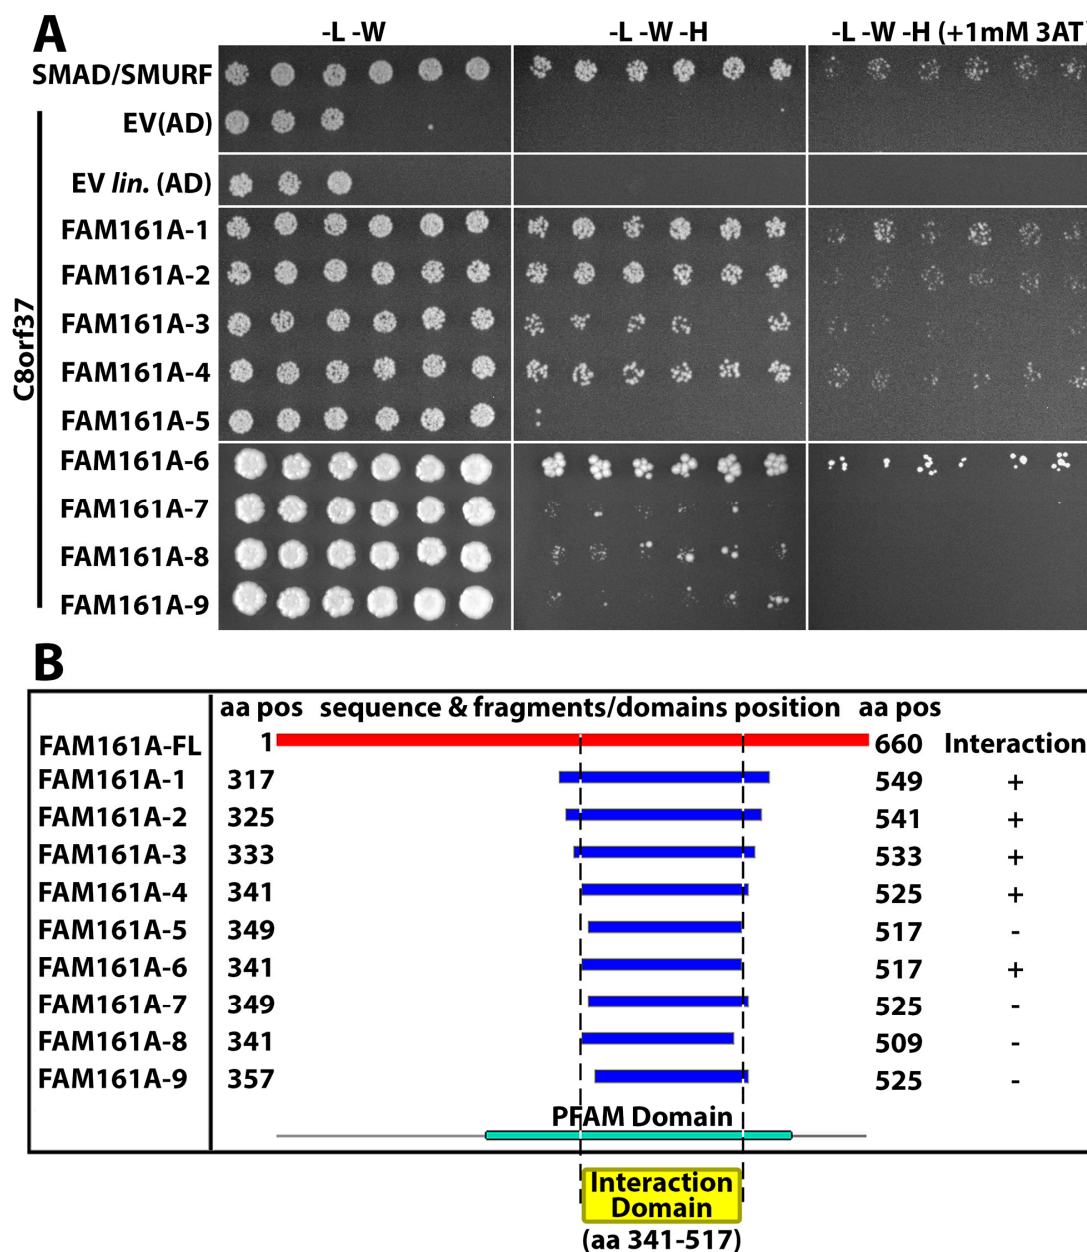 A
-L -W
-L -W -H
-L -W -H (+1mM 3AT)
SMAD/SMURF
EV(AD)
EV lin. (AD)
FAM161A-1
FAM161A-2
FAM161A-3
FAM161A-4
FAM161A-5
FAM161A-6
FAM161A-7
FAM161A-8
FAM161A-9
C8orf37
B
aa pos sequence & fragments/domains position aa pos
FAM161A-FL 1 660 Interaction
FAM161A-1 317 549 +
FAM161A-2 325 541 +
FAM161A-3 333 533 +
FAM161A-4 341 525 +
FAM161A-5 349 517 -
FAM161A-6 341 517 +
FAM161A-7 349 525 -
FAM161A-8 341 509 -
FAM161A-9 357 525 -
PFAM Domain
Interaction
Domain
(aa 341-517)